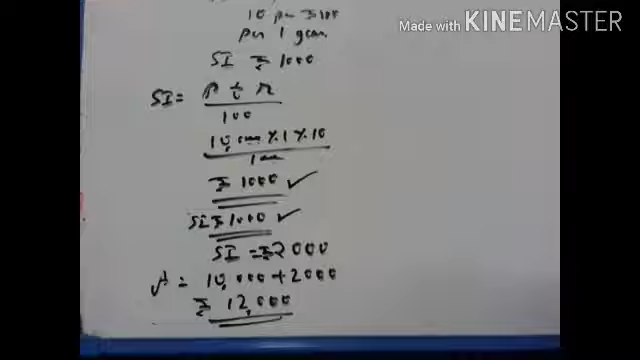 Made with KINEMASTER
10 per ₹100
per 1 year
SI ₹ 1000
SI = P t r
100
10,000 × 1 × 10
100
₹ 1000 ✓
SI ₹ 1000 ✓
SI = ₹2000
A = 10,000 + 2000
₹ 12,000